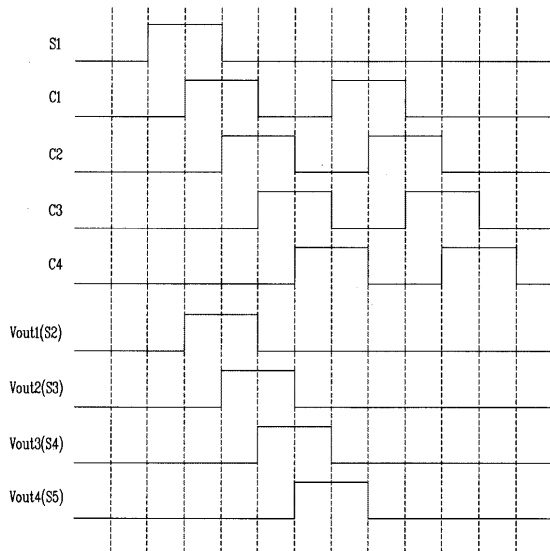 S1
C1
C2
C3
C4
Vout1(S2)
Vout2(S3)
Vout3(S4)
Vout4(S5)